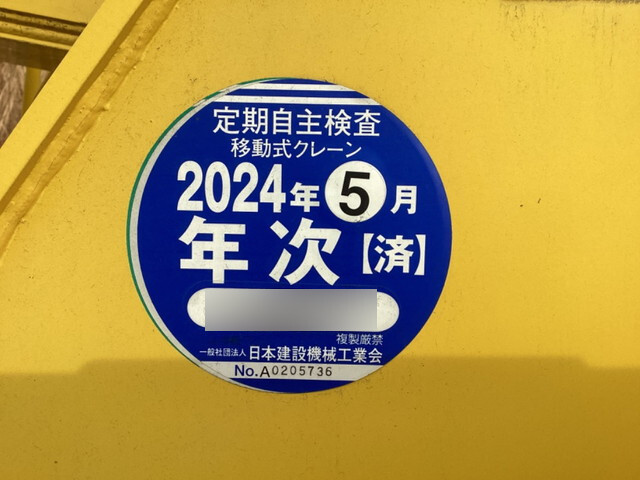 定期自主検査
移動式クレーン
2024年5月
年次【済】
複製厳禁
一般社団法人 日本建設機械工業会
No.A0205736